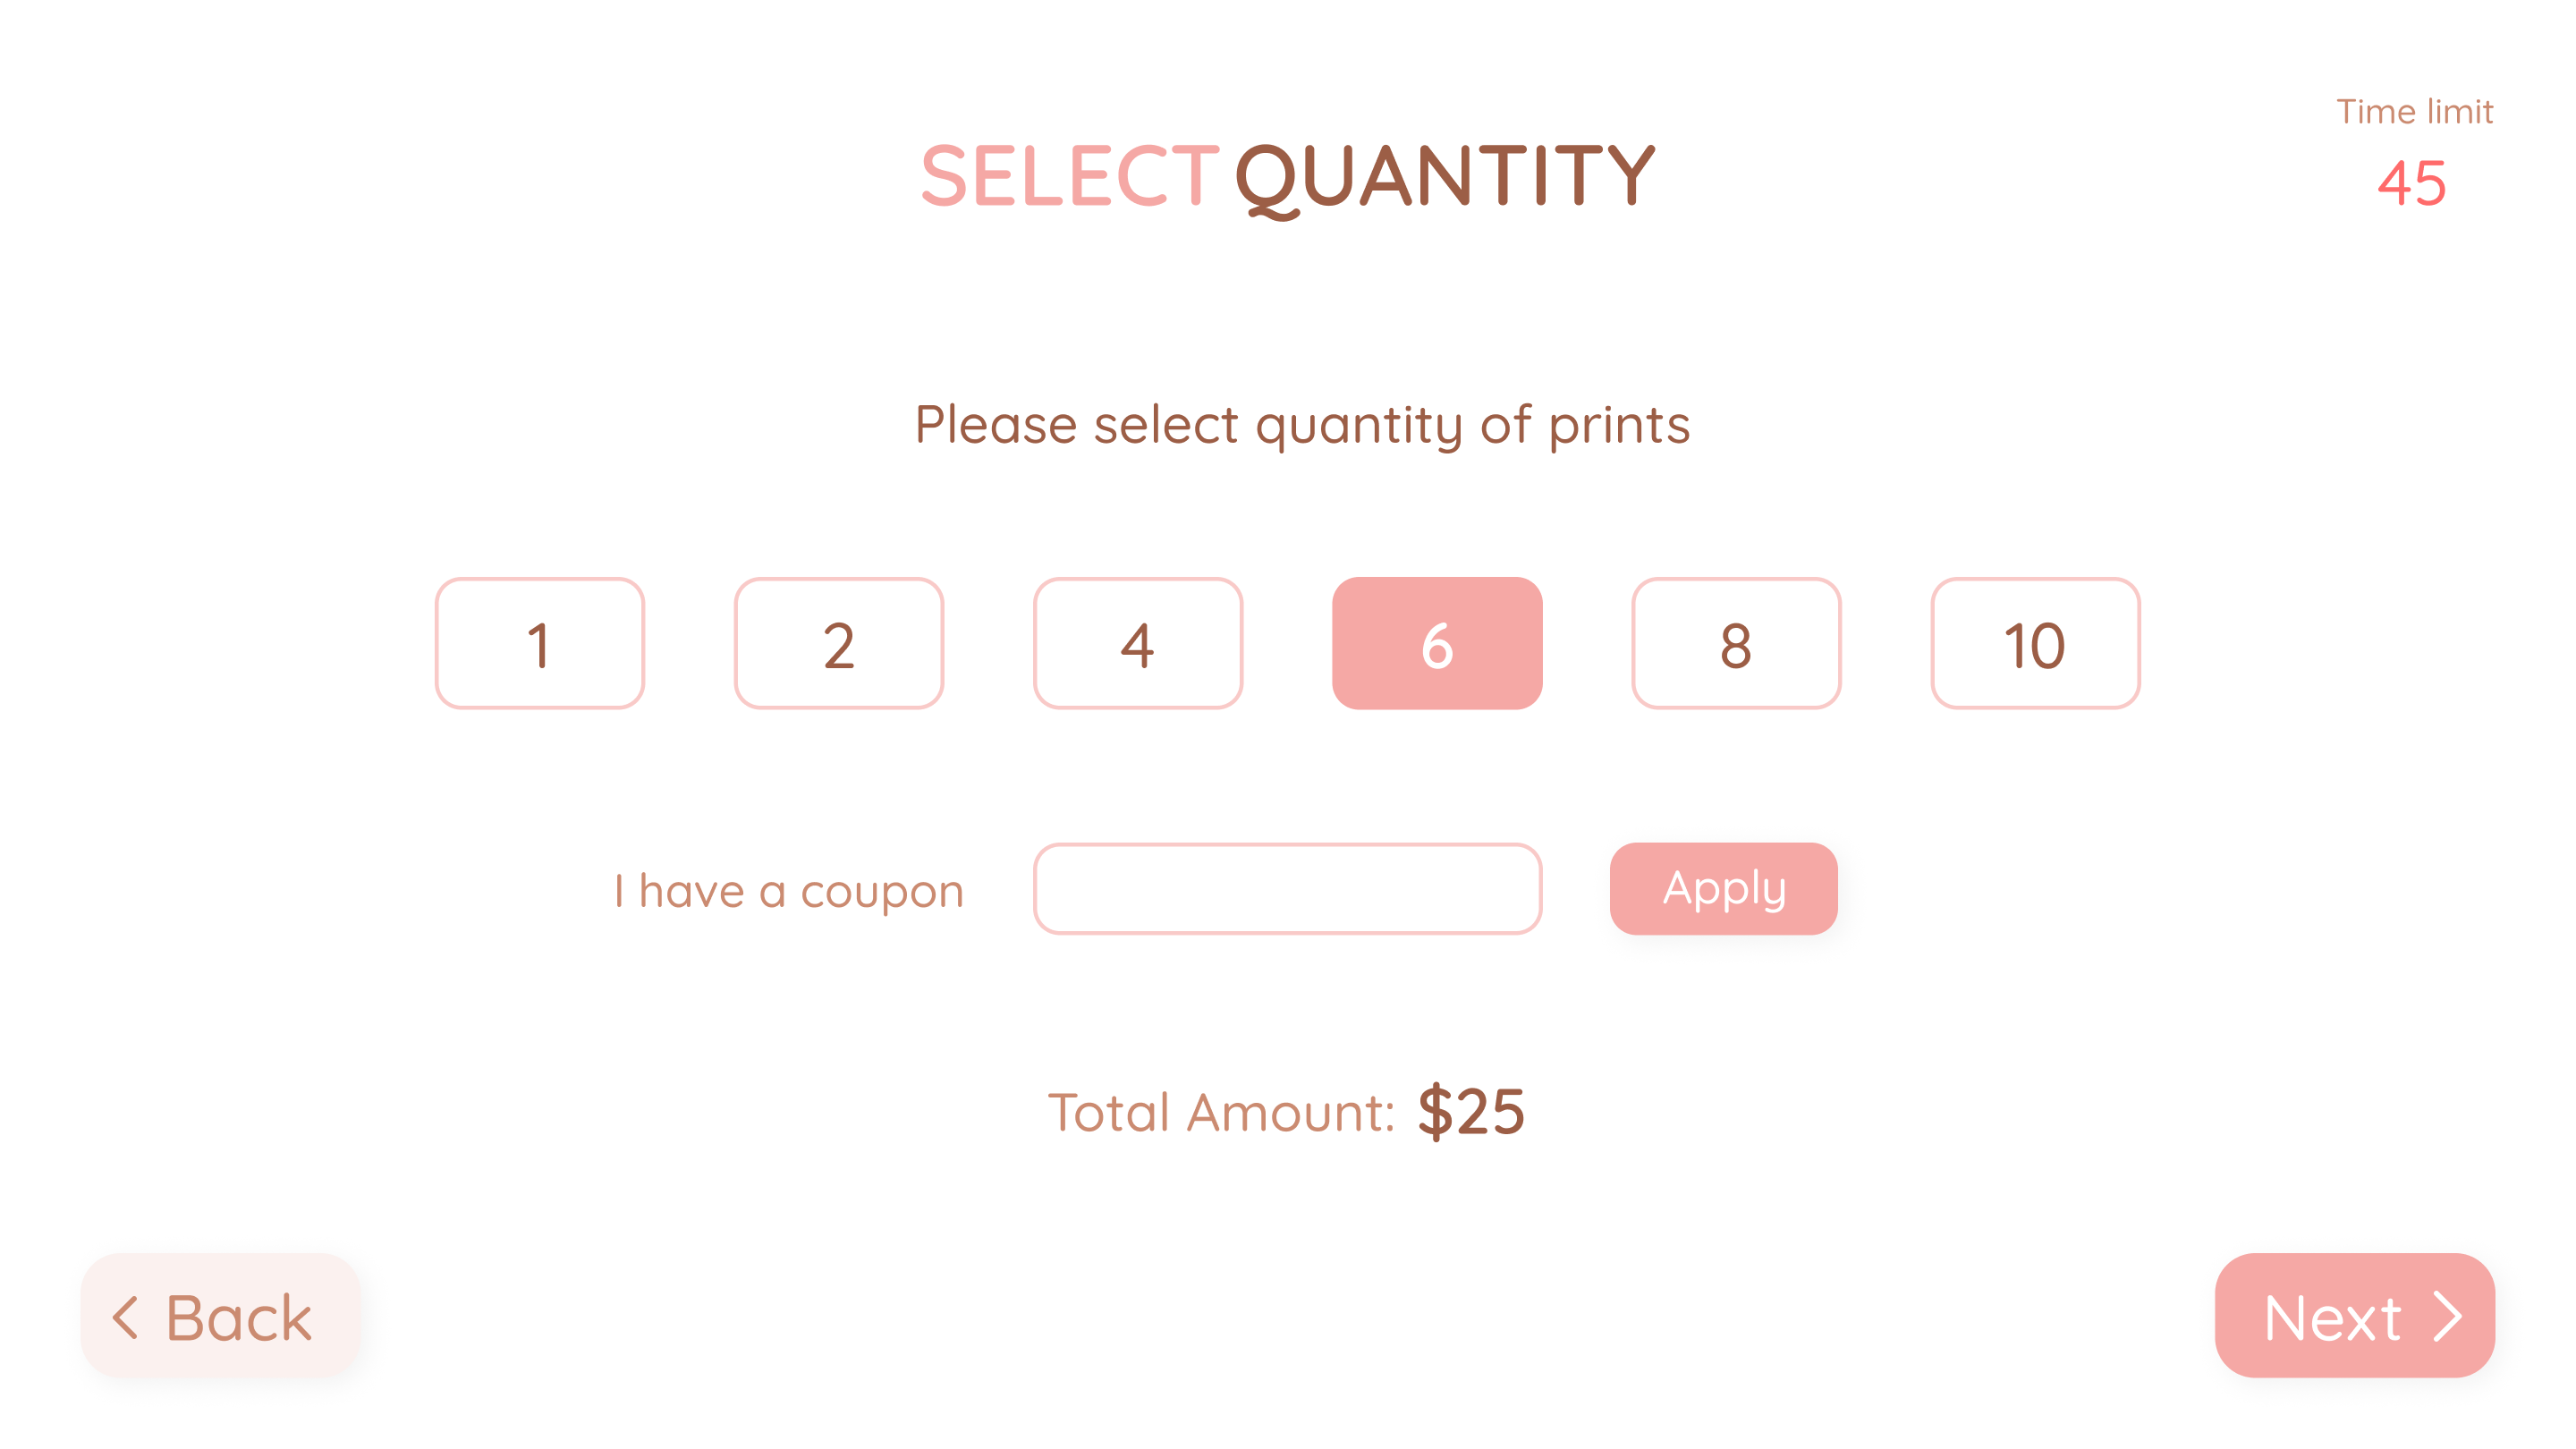 Time limit
45
SELECT QUANTITY
Please select quantity of prints
1 2 4 6 8 10
I have a coupon Apply
Total Amount: $25
Back Next